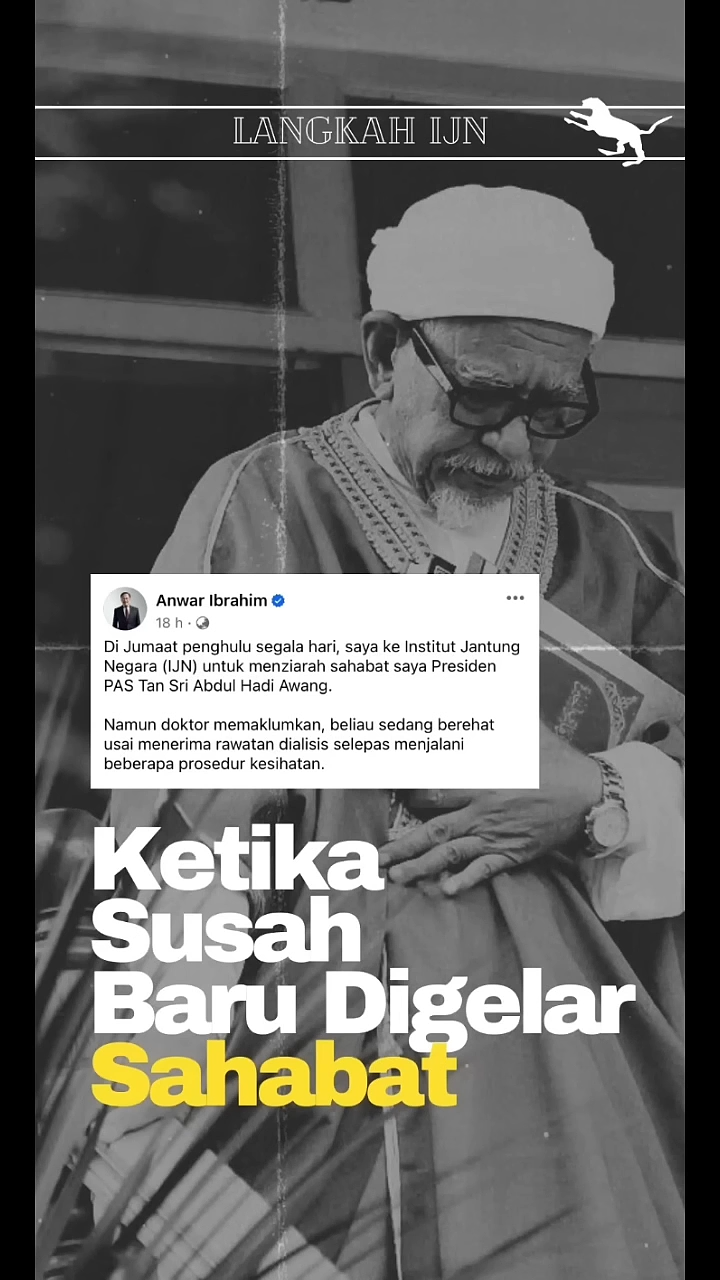 LANGKAH IJN
Anwar Ibrahim
18 h ·
Di Jumaat penghulu segala hari, saya ke Institut Jantung
Negara (IJN) untuk menziarah sahabat saya Presiden
PAS Tan Sri Abdul Hadi Awang.
Namun doktor memaklumkan, beliau sedang berehat
usai menerima rawatan dialisis selepas menjalani
beberapa prosedur kesihatan.
Ketika
Susah
Baru Digelar
Sahabat